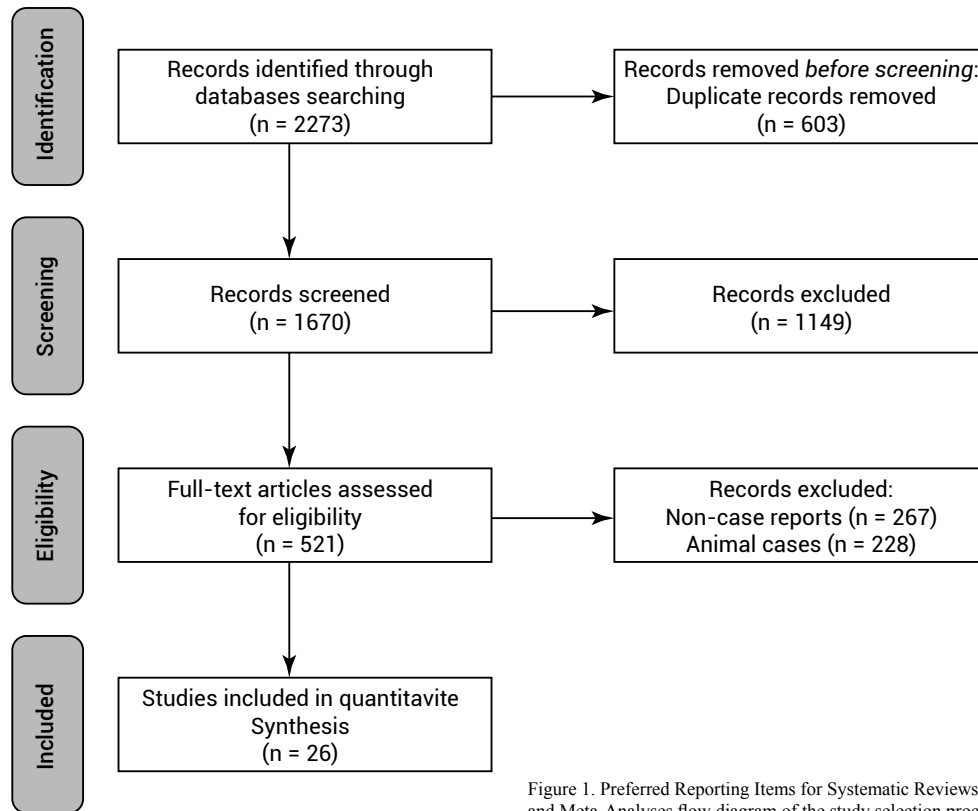 Identification
Records identified through
databases searching
(n = 2273)
Records removed before screening:
Duplicate records removed
(n = 603)
Screening
Records screened
(n = 1670)
Records excluded
(n = 1149)
Eligibility
Full-text articles assessed
for eligibility
(n = 521)
Records excluded:
Non-case reports (n = 267)
Animal cases (n = 228)
Included
Studies included in quantitavite
Synthesis
(n = 26)
Figure 1. Preferred Reporting Items for Systematic Reviews
and Meta-Analyses flow diagram of the study selection